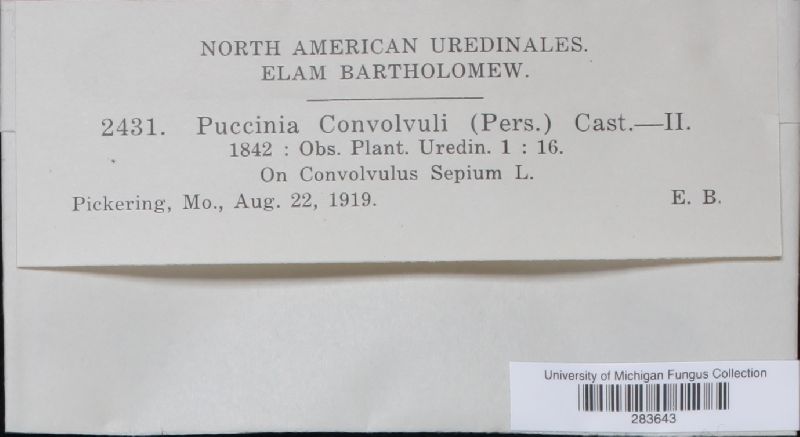 NORTH AMERICAN UREDINALES.
ELAM BARTHOLOMEW.
2431. Puccinia Convolvuli (Pers.) Cast.—II.
1842 : Obs. Plant. Uredin. 1 : 16.
On Convolvulus Sepium L.
Pickering, Mo., Aug. 22, 1919. E. B.
University of Michigan Fungus Collection
283643